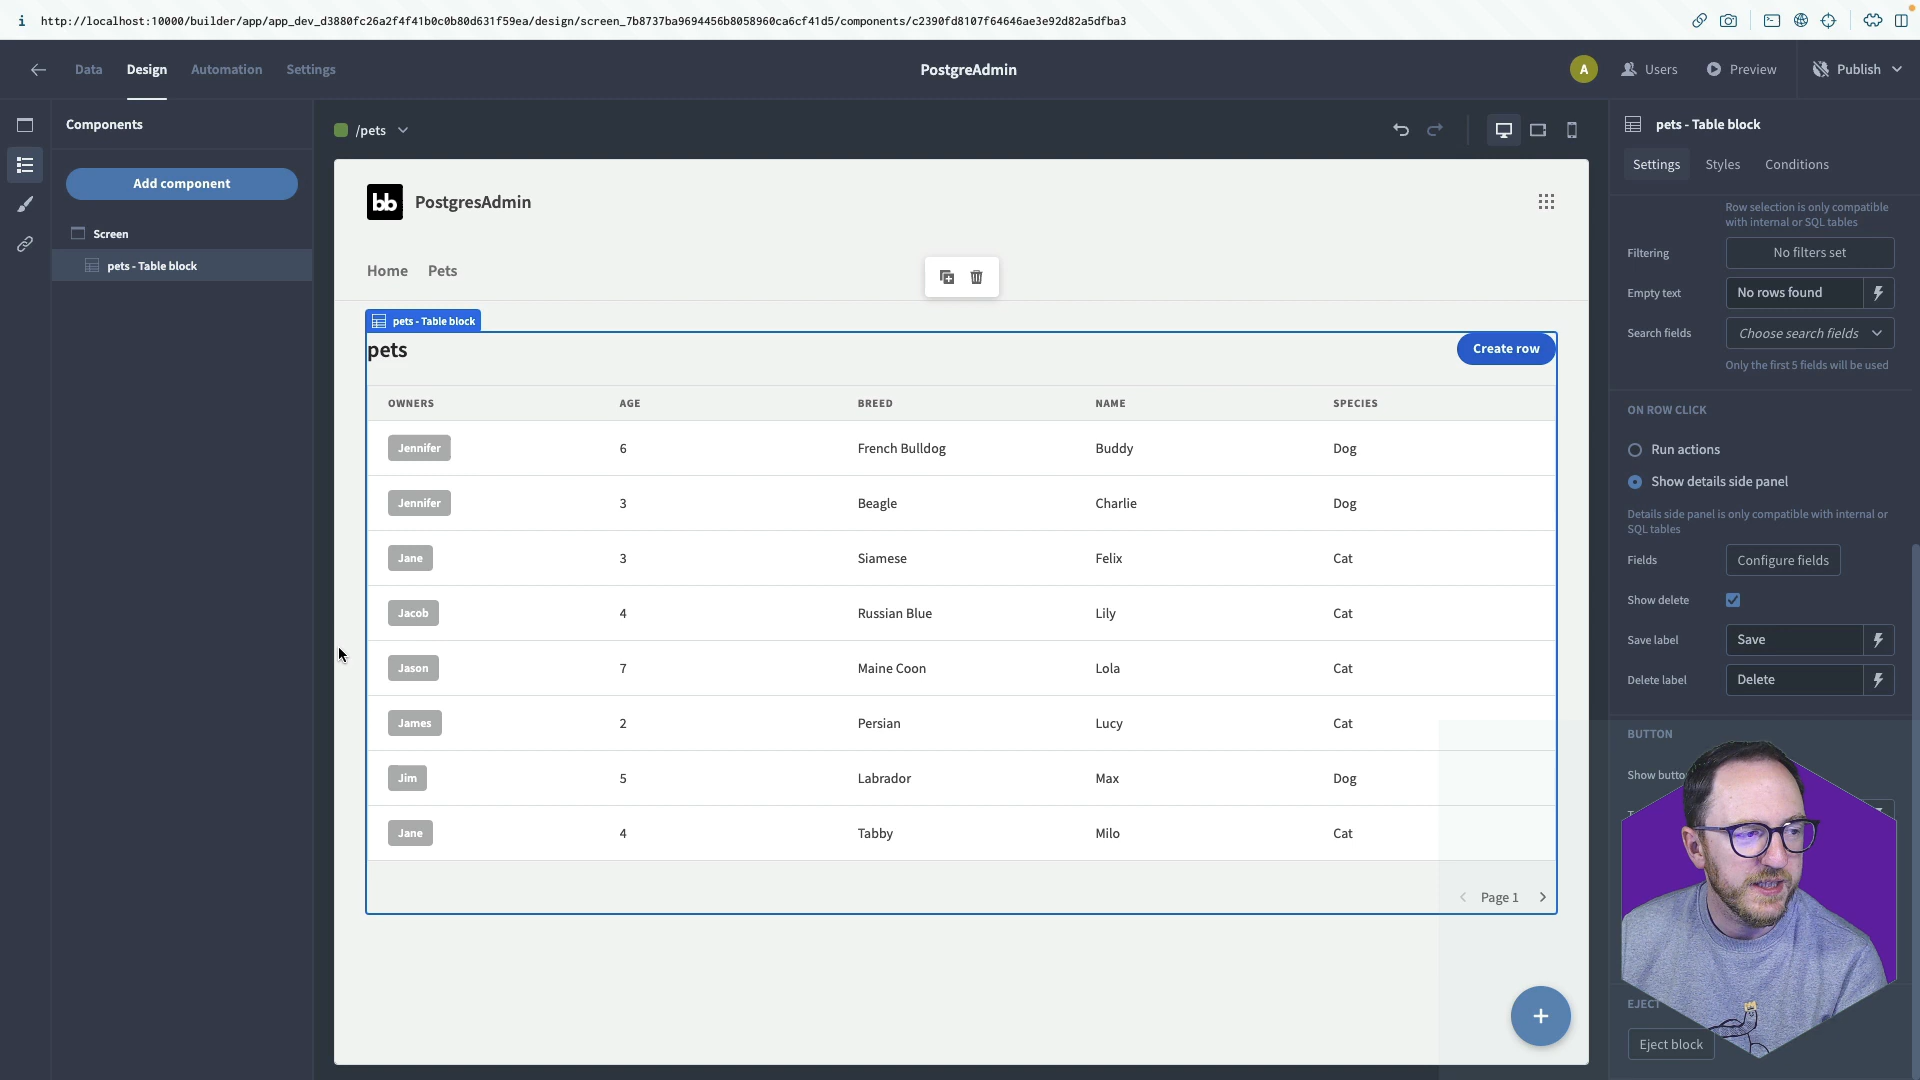 http://localhost:10000/builder/app/app_dev_d3880fc26a2f4f41b0c0b80d631f59ea/design/screen_7b8737ba9694456b8058960ca6cf41d5/components/c2390fd8107f64646ae3e92d82a5dfba3
Data
Design
Automation
Settings
PostgreAdmin
A
Users
Preview
Publish
Components
Add component
Screen
pets - Table block
/pets
bb
PostgresAdmin
Home
Pets
pets - Table block
pets
Create row
OWNERS AGE BREED NAME SPECIES
Jennifer 6 French Bulldog Buddy Dog
Jennifer 3 Beagle Charlie Dog
Jane 3 Siamese Felix Cat
Jacob 4 Russian Blue Lily Cat
Jason 7 Maine Coon Lola Cat
James 2 Persian Lucy Cat
Jim 5 Labrador Max Dog
Jane 4 Tabby Milo Cat
Page 1
pets - Table block
Settings
Styles
Conditions
Row selection is only compatible
with internal or SQL tables
Filtering
No filters set
Empty text
No rows found
Search fields
Choose search fields
Only the first 5 fields will be used
ON ROW CLICK
Run actions
Show details side panel
Details side panel is only compatible with internal or
SQL tables
Fields
Configure fields
Show delete
Save label
Save
Delete label
Delete
BUTTON
Show butto
EJECT
Eject block